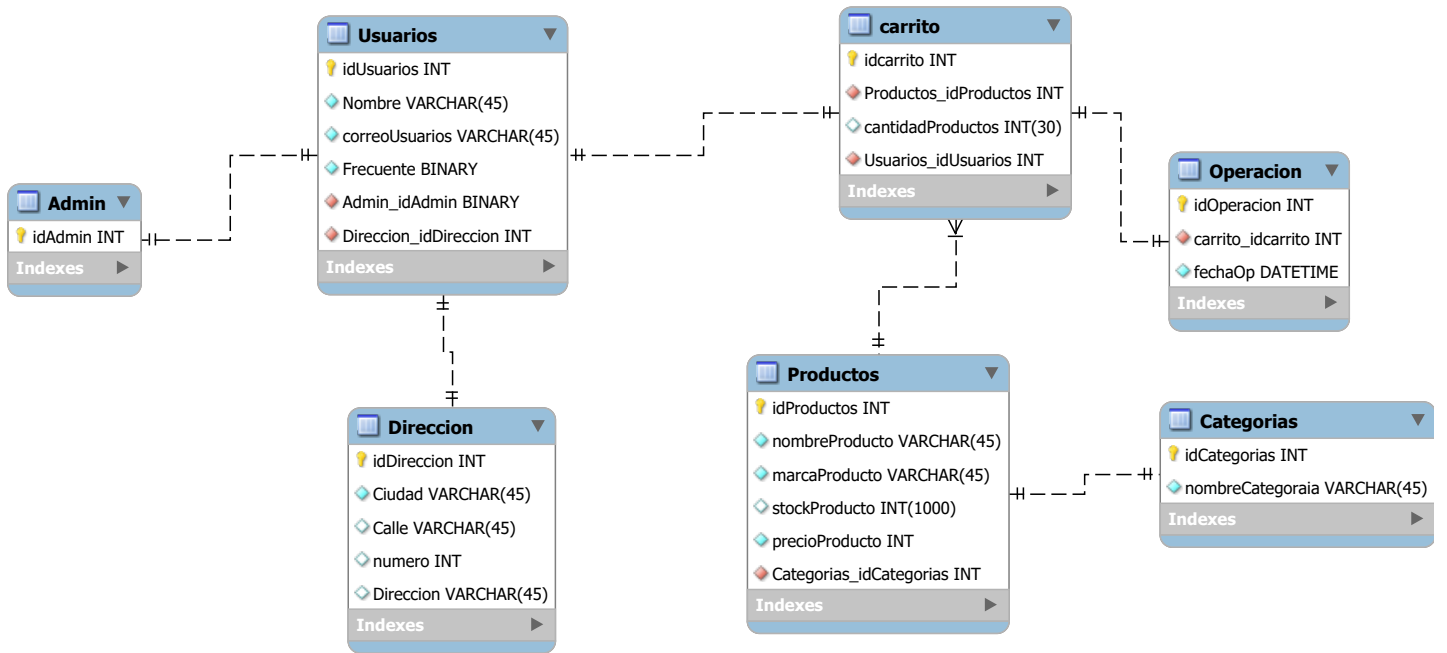 Usuarios
idUsuarios INT
Nombre VARCHAR(45)
correoUsuarios VARCHAR(45)
Frecuente BINARY
Admin_idAdmin BINARY
Direccion_idDireccion INT
Indexes
carrito
idcarrito INT
Productos_idProductos INT
cantidadProductos INT(30)
Usuarios_idUsuarios INT
Indexes
Admin
idAdmin INT
Indexes
Operacion
idOperacion INT
carrito_idcarrito INT
fechaOp DATETIME
Indexes
Direccion
idDireccion INT
Ciudad VARCHAR(45)
Calle VARCHAR(45)
numero INT
Direccion VARCHAR(45)
Indexes
Productos
idProductos INT
nombreProducto VARCHAR(45)
marcaProducto VARCHAR(45)
stockProducto INT(1000)
precioProducto INT
Categorias_idCategorias INT
Indexes
Categorias
idCategorias INT
nombreCategoraia VARCHAR(45)
Indexes